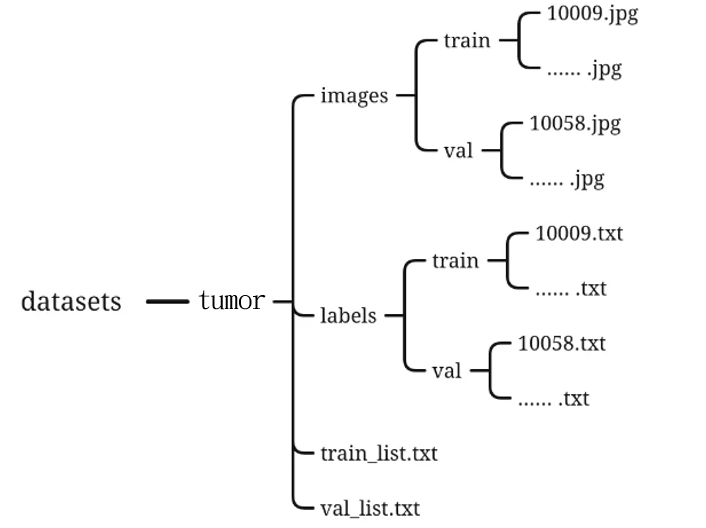 datasets
tumor
images
train
10009.jpg
...... .jpg
val
10058.jpg
...... .jpg
labels
train
10009.txt
...... .txt
val
10058.txt
...... .txt
train_list.txt
val_list.txt